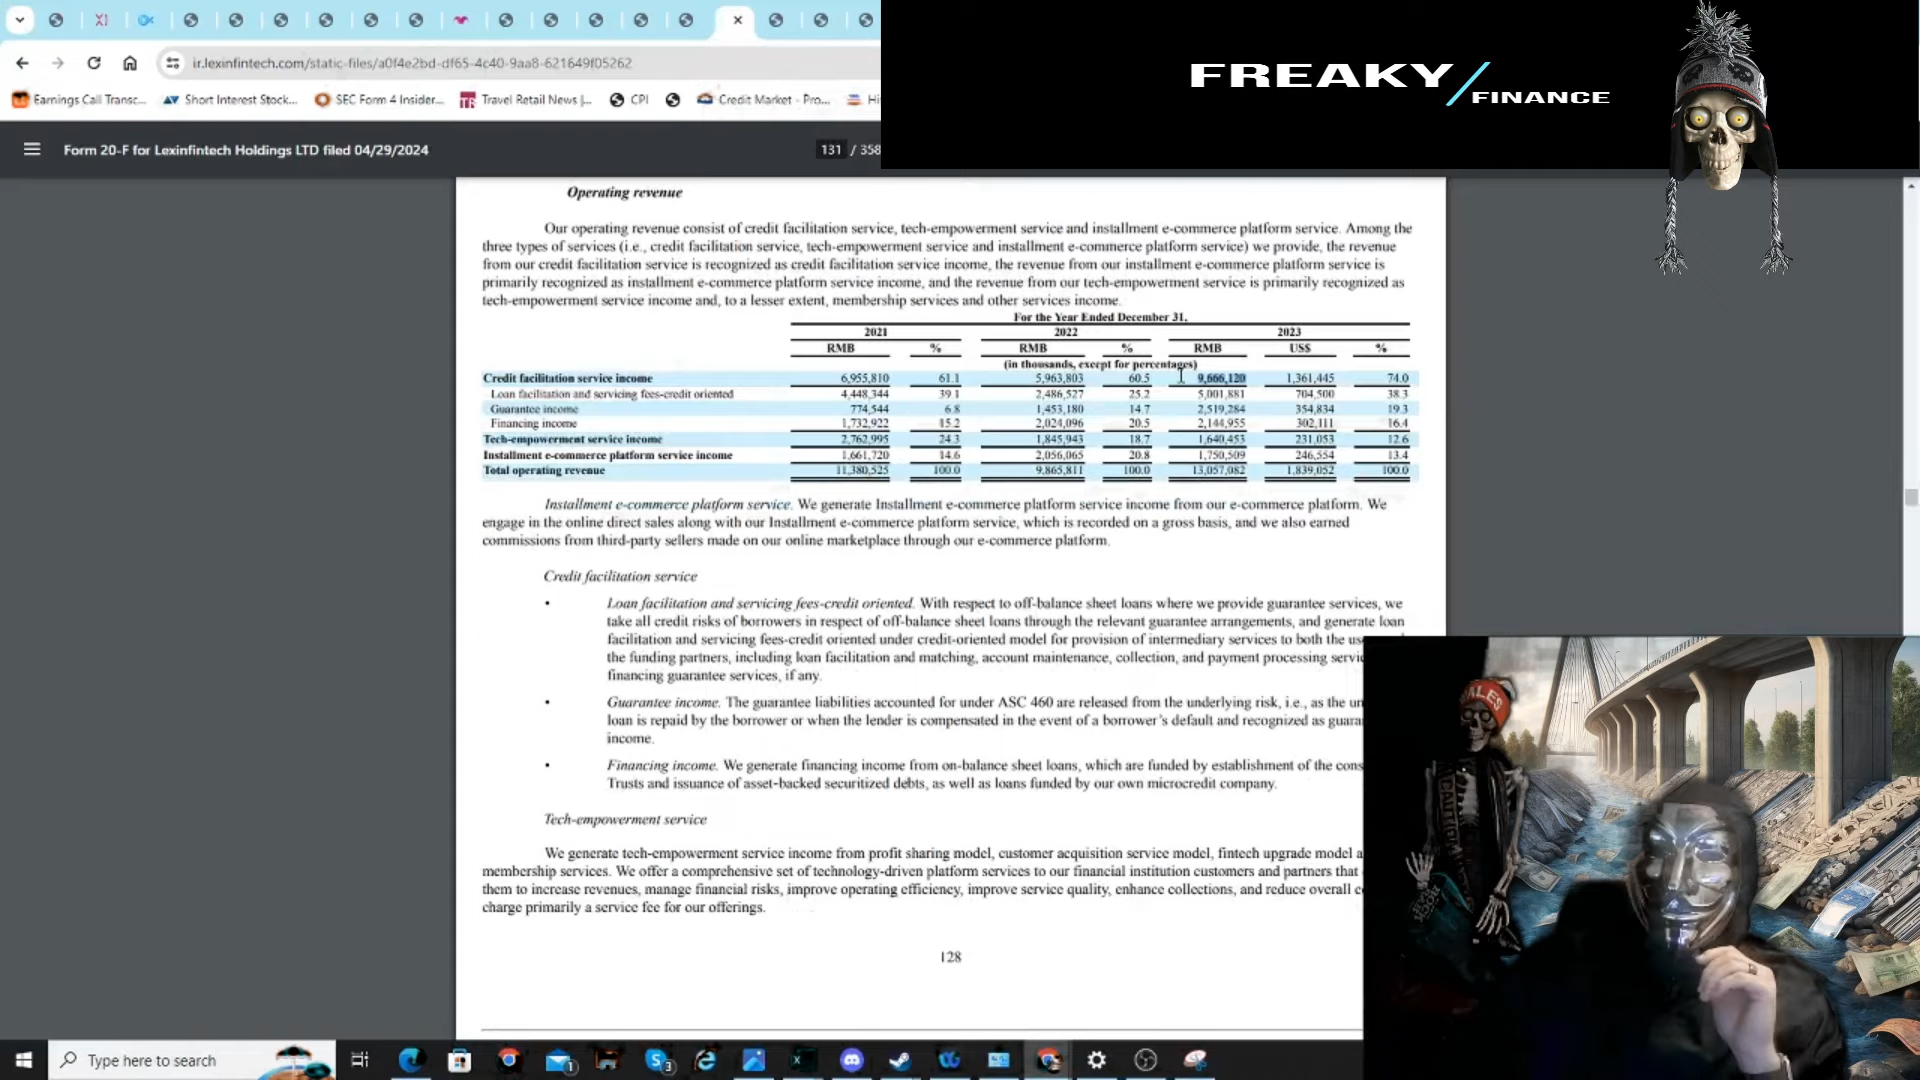 ir.lexinfintech.com/static-files/a0f4e2bd-df65-4c40-9aa8-621649f05262
FREAKY/FINANCE
Earnings Call Transc... Short Interest Stock... SEC Form 4 Insider... Travel Retail News |... CPI Credit Market - Pro... Hi
Form 20-F for Lexinfintech Holdings LTD filed 04/29/2024 131 / 358
Operating revenue
Our operating revenue consist of credit facilitation service, tech-empowerment service and installment e-commerce platform service. Among the
three types of services (i.e., credit facilitation service, tech-empowerment service and installment e-commerce platform service) we provide, the revenue
from our credit facilitation service is recognized as credit facilitation service income, the revenue from our installment e-commerce platform service is
primarily recognized as installment e-commerce platform service income, and the revenue from our tech-empowerment service is primarily recognized as
tech-empowerment service income and, to a lesser extent, membership services and other services income.
For the Year Ended December 31,
2021 2022 2023
RMB % RMB % RMB US$ %
(in thousands, except for percentages)
Credit facilitation service income 6,955,810 61.1 5,963,803 60.5 9,666,120 1,361,445 74.0
Loan facilitation and servicing fees-credit oriented 4,448,344 39.1 2,486,527 25.2 5,001,881 704,500 38.3
Guarantee income 774,544 6.8 1,453,180 14.7 2,519,284 354,834 19.3
Financing income 1,732,922 15.2 2,024,096 20.5 2,144,955 302,111 16.4
Tech-empowerment service income 2,762,995 24.3 1,845,943 18.7 1,640,453 231,053 12.6
Installment e-commerce platform service income 1,661,720 14.6 2,056,065 20.8 1,750,509 246,554 13.4
Total operating revenue 11,380,525 100.0 9,865,811 100.0 13,057,082 1,839,052 100.0
Installment e-commerce platform service. We generate Installment e-commerce platform service income from our e-commerce platform. We
engage in the online direct sales along with our Installment e-commerce platform service, which is recorded on a gross basis, and we also earned
commissions from third-party sellers made on our online marketplace through our e-commerce platform.
Credit facilitation service
• Loan facilitation and servicing fees-credit oriented. With respect to off-balance sheet loans where we provide guarantee services, we
take all credit risks of borrowers in respect of off-balance sheet loans through the relevant guarantee arrangements, and generate loan
facilitation and servicing fees-credit oriented under credit-oriented model for provision of intermediary services to both the use
the funding partners, including loan facilitation and matching, account maintenance, collection, and payment processing servi
financing guarantee services, if any.
• Guarantee income. The guarantee liabilities accounted for under ASC 460 are released from the underlying risk, i.e., as the un
loan is repaid by the borrower or when the lender is compensated in the event of a borrower's default and recognized as guara
income.
• Financing income. We generate financing income from on-balance sheet loans, which are funded by establishment of the cons
Trusts and issuance of asset-backed securitized debts, as well as loans funded by our own microcredit company.
Tech-empowerment service
We generate tech-empowerment service income from profit sharing model, customer acquisition service model, fintech upgrade model a
membership services. We offer a comprehensive set of technology-driven platform services to our financial institution customers and partners that
them to increase revenues, manage financial risks, improve operating efficiency, improve service quality, enhance collections, and reduce overall c
charge primarily a service fee for our offerings.
128
Type here to search